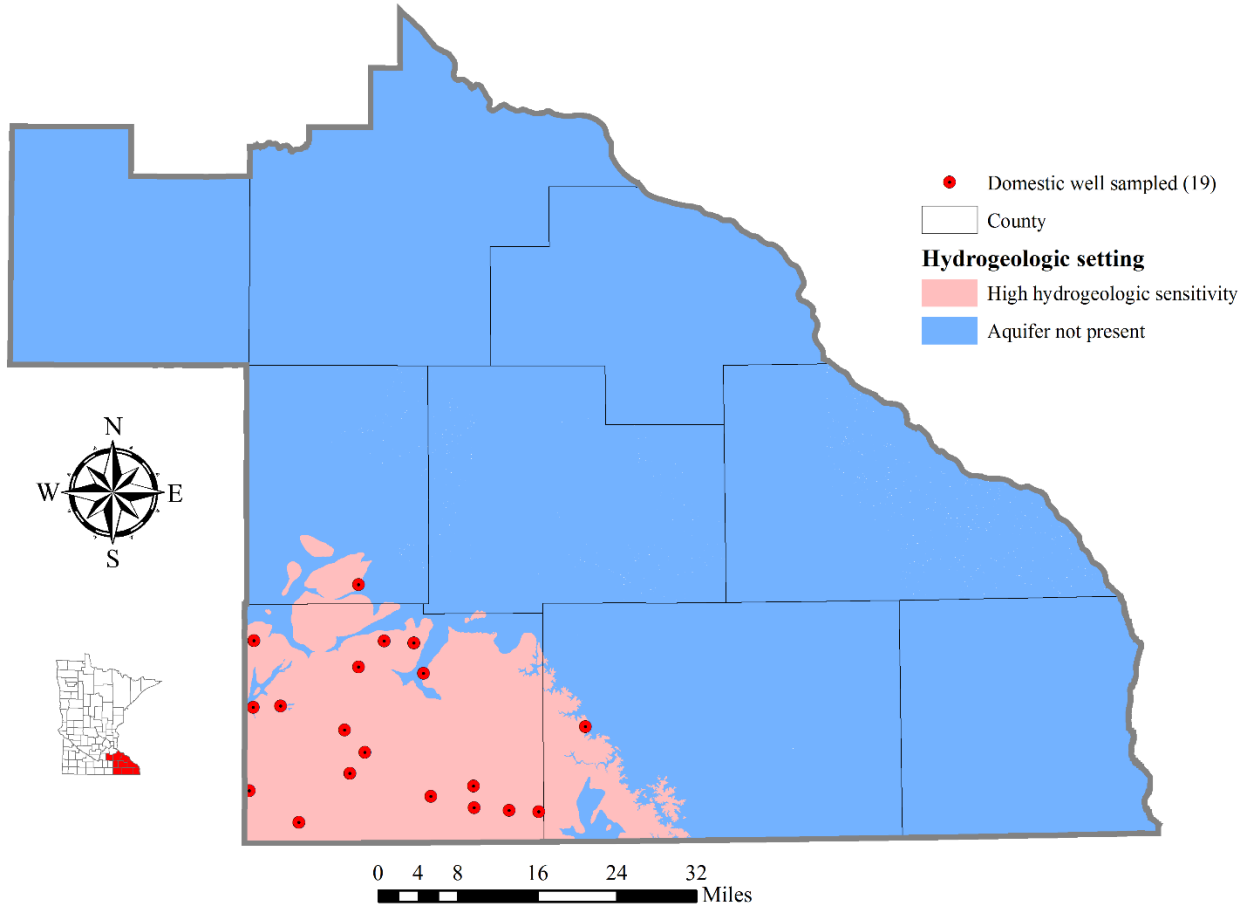 Domestic well sampled (19)
County
Hydrogeologic setting
High hydrogeologic sensitivity
Aquifer not present
N
W E
S
0 4 8 16 24 32
Miles